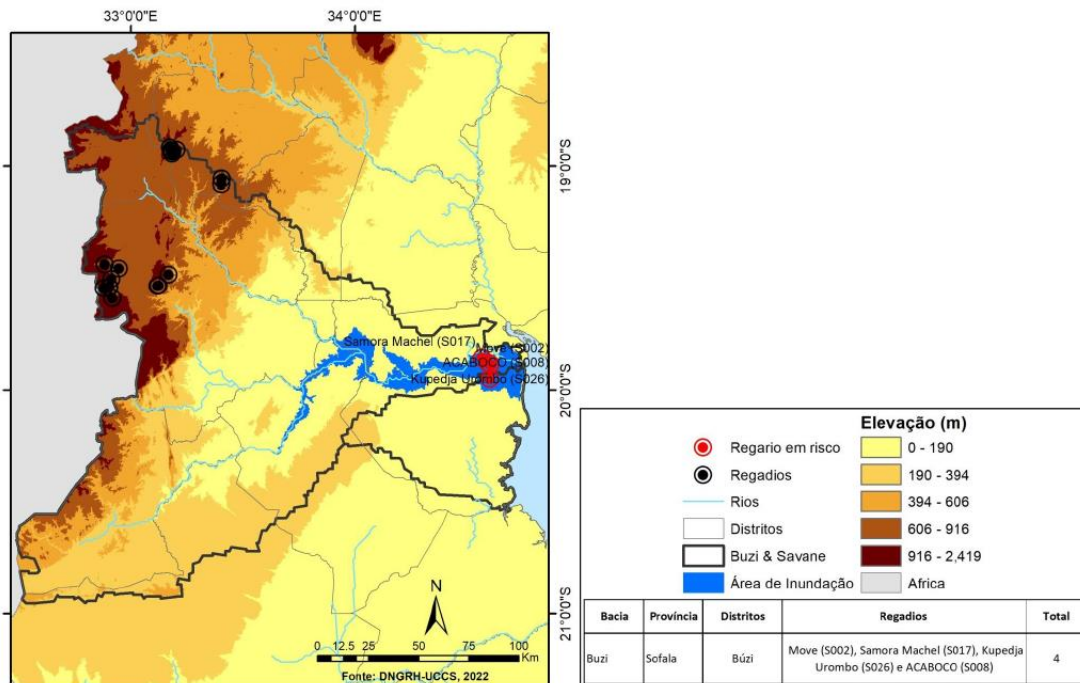 33°0'0"E
34°0'0"E
19°0'0"S
20°0'0"S
21°0'0"S
Samora Machel (S017)
Move (S002)
ACABOCO (S008)
Kupedja Urombo (S026)
N
0 12.5 25 50 75 100
Km
Fonte: DNGRH-UCCS, 2022
Regario em risco
Regadios
Rios
Distritos
Buzi & Savane
Área de Inundação
Elevação (m)
0 - 190
190 - 394
394 - 606
606 - 916
916 - 2,419
Africa
Bacia Província Distritos Regadios Total
Buzi Sofala Búzi Move (S002), Samora Machel (S017), Kupedja
Urombo (S026) e ACABOCO (S008) 4